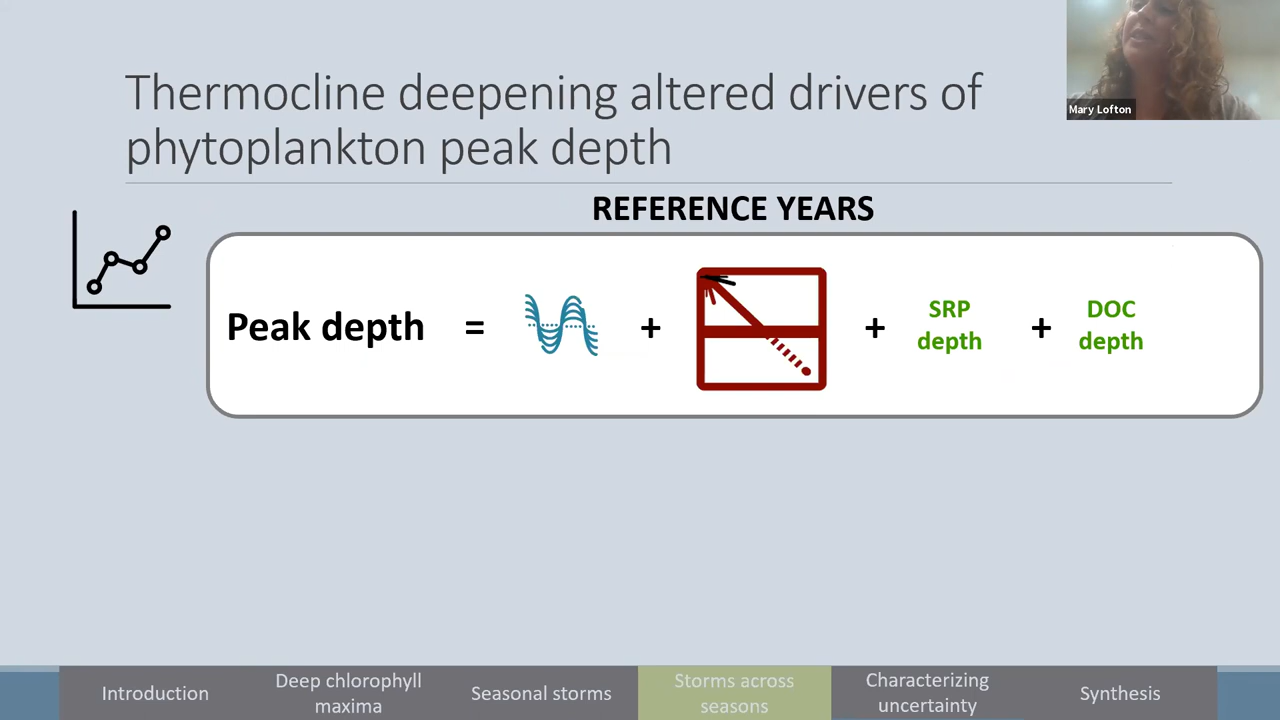 Thermocline deepening altered drivers of
phytoplankton peak depth
Mary Lofton
REFERENCE YEARS
Peak depth = + + SRP depth + DOC depth
Introduction
Deep chlorophyll
maxima
Seasonal storms
Storms across
seasons
Characterizing
uncertainty
Synthesis